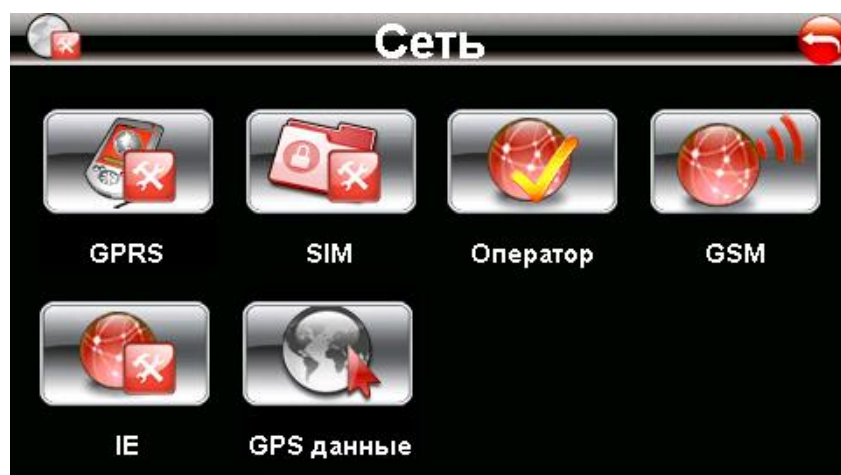 Сеть
GPRS
SIM
Оператор
GSM
IE
GPS данные